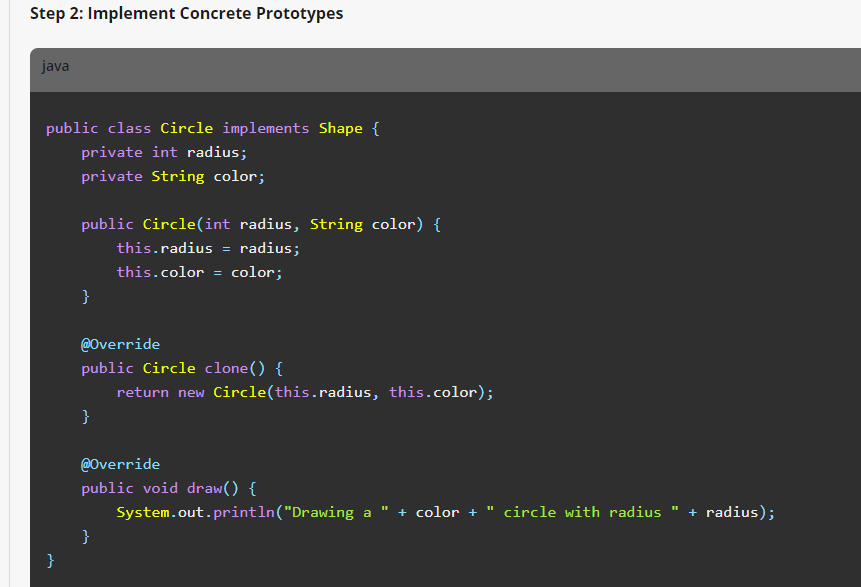 Step 2: Implement Concrete Prototypes
java
public class Circle implements Shape {
    private int radius;
    private String color;

    public Circle(int radius, String color) {
        this.radius = radius;
        this.color = color;
    }

    @Override
    public Circle clone() {
        return new Circle(this.radius, this.color);
    }

    @Override
    public void draw() {
        System.out.println("Drawing a " + color + " circle with radius " + radius);
    }
}